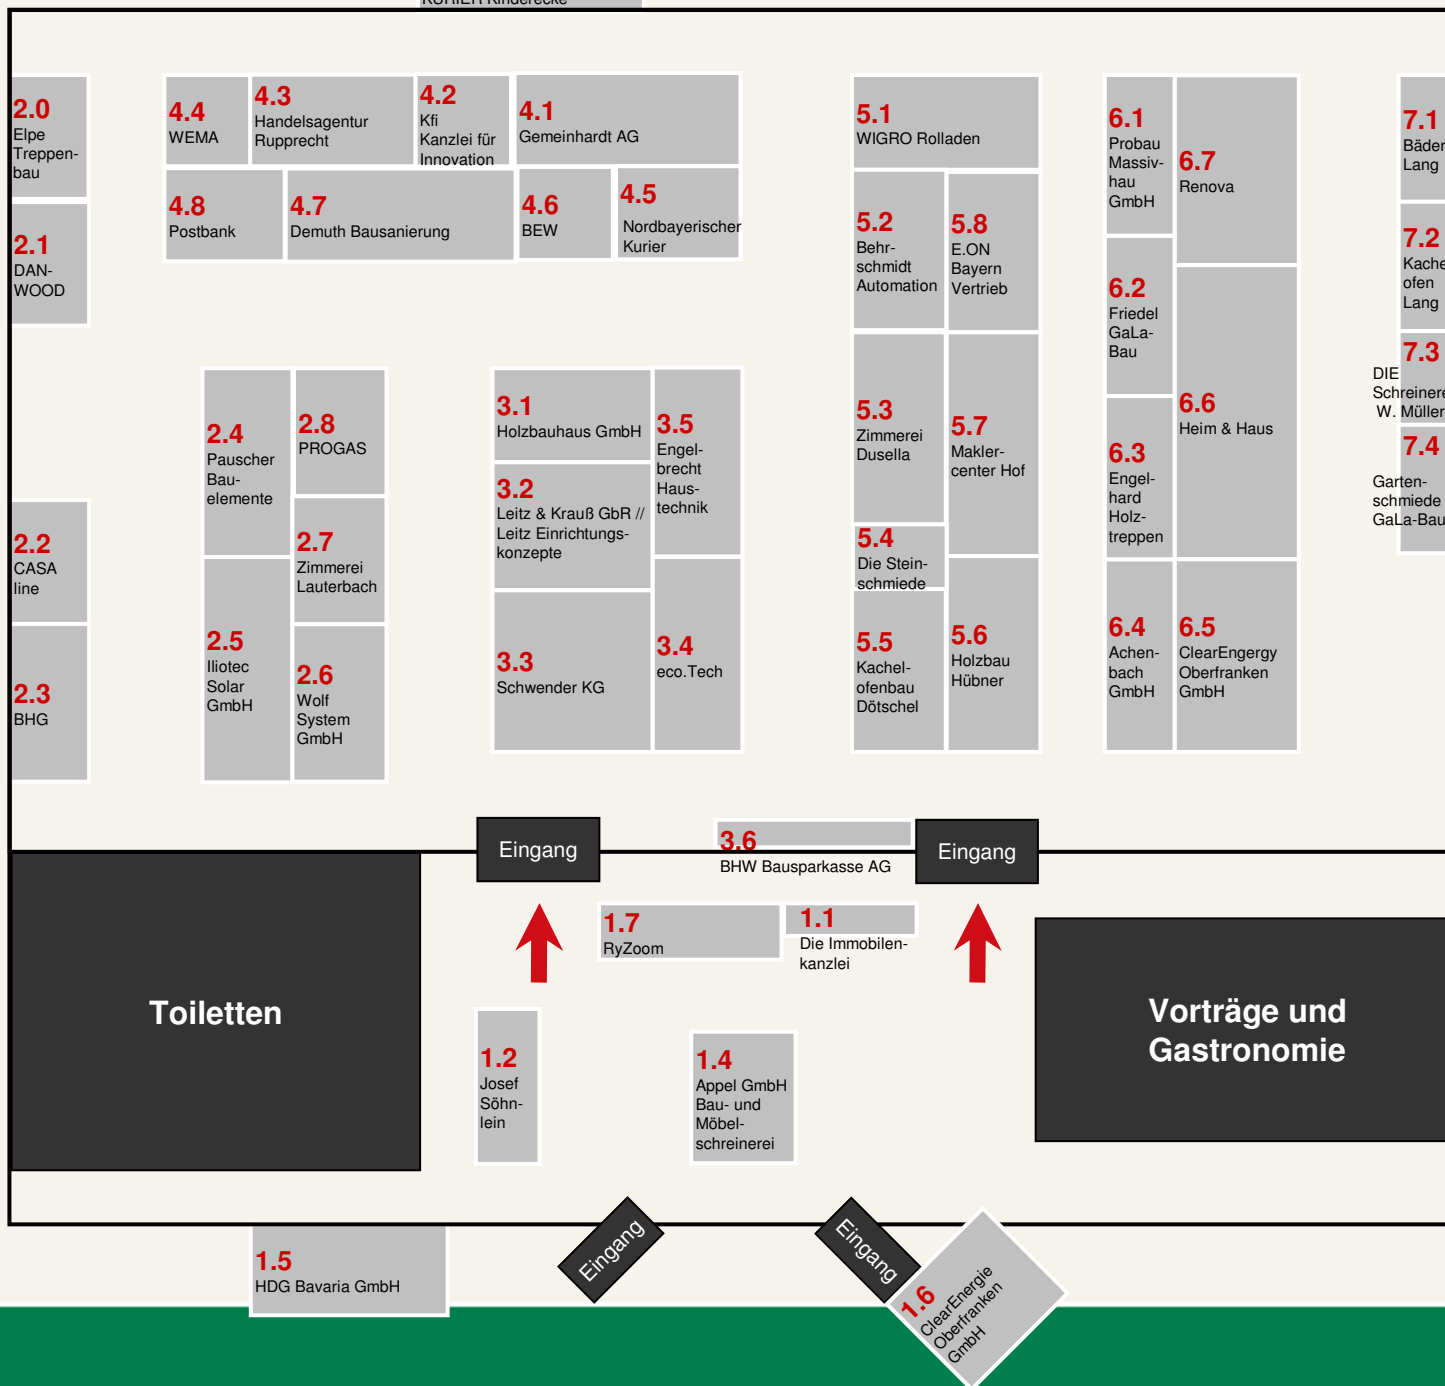 KURIER Kinderecke
2.0
Elpe
Treppen-
bau
2.1
DAN-
WOOD
2.2
CASA
line
2.3
BHG
4.4
WEMA
4.3
Handelsagentur
Rupprecht
4.2
Kfi
Kanzlei für
Innovation
4.1
Gemeinhardt AG
4.8
Postbank
4.7
Demuth Bausanierung
4.6
BEW
4.5
Nordbayerischer
Kurier
2.4
Pauscher
Bau-
elemente
2.8
PROGAS
2.7
Zimmerei
Lauterbach
2.5
Iliotec
Solar
GmbH
2.6
Wolf
System
GmbH
3.1
Holzbauhaus GmbH
3.2
Leitz & Krauß GbR //
Leitz Einrichtungs-
konzepte
3.3
Schwender KG
3.5
Engel-
brecht
Haus-
technik
3.4
eco.Tech
5.1
WIGRO Rolladen
5.2
Behr-
schmidt
Automation
5.8
E.ON
Bayern
Vertrieb
5.3
Zimmerei
Dusella
5.7
Makler-
center Hof
5.4
Die Stein-
schmiede
5.5
Kachel-
ofenbau
Dötschel
5.6
Holzbau
Hübner
6.1
Probau
Massiv-
hau
GmbH
6.7
Renova
6.2
Friedel
GaLa-
Bau
6.6
Heim & Haus
6.3
Engel-
hard
Holz-
treppen
6.4
Achen-
bach
GmbH
6.5
ClearEngergy
Oberfranken
GmbH
7.1
Bäder
Lang
7.2
Kache
ofen
Lang
7.3
DIE
Schreinere
W. Müller
7.4
Garten-
schmiede
GaLa-Bau
Eingang
3.6
BHW Bausparkasse AG
Eingang
1.7
RyZoom
1.1
Die Immobilen-
kanzlei
Toiletten
Vorträge und
Gastronomie
1.2
Josef
Söhn-
lein
1.4
Appel GmbH
Bau- und
Möbel-
schreinerei
1.5
HDG Bavaria GmbH
Eingang
Eingang
1.6
ClearEnergie
Oberfranken
GmbH